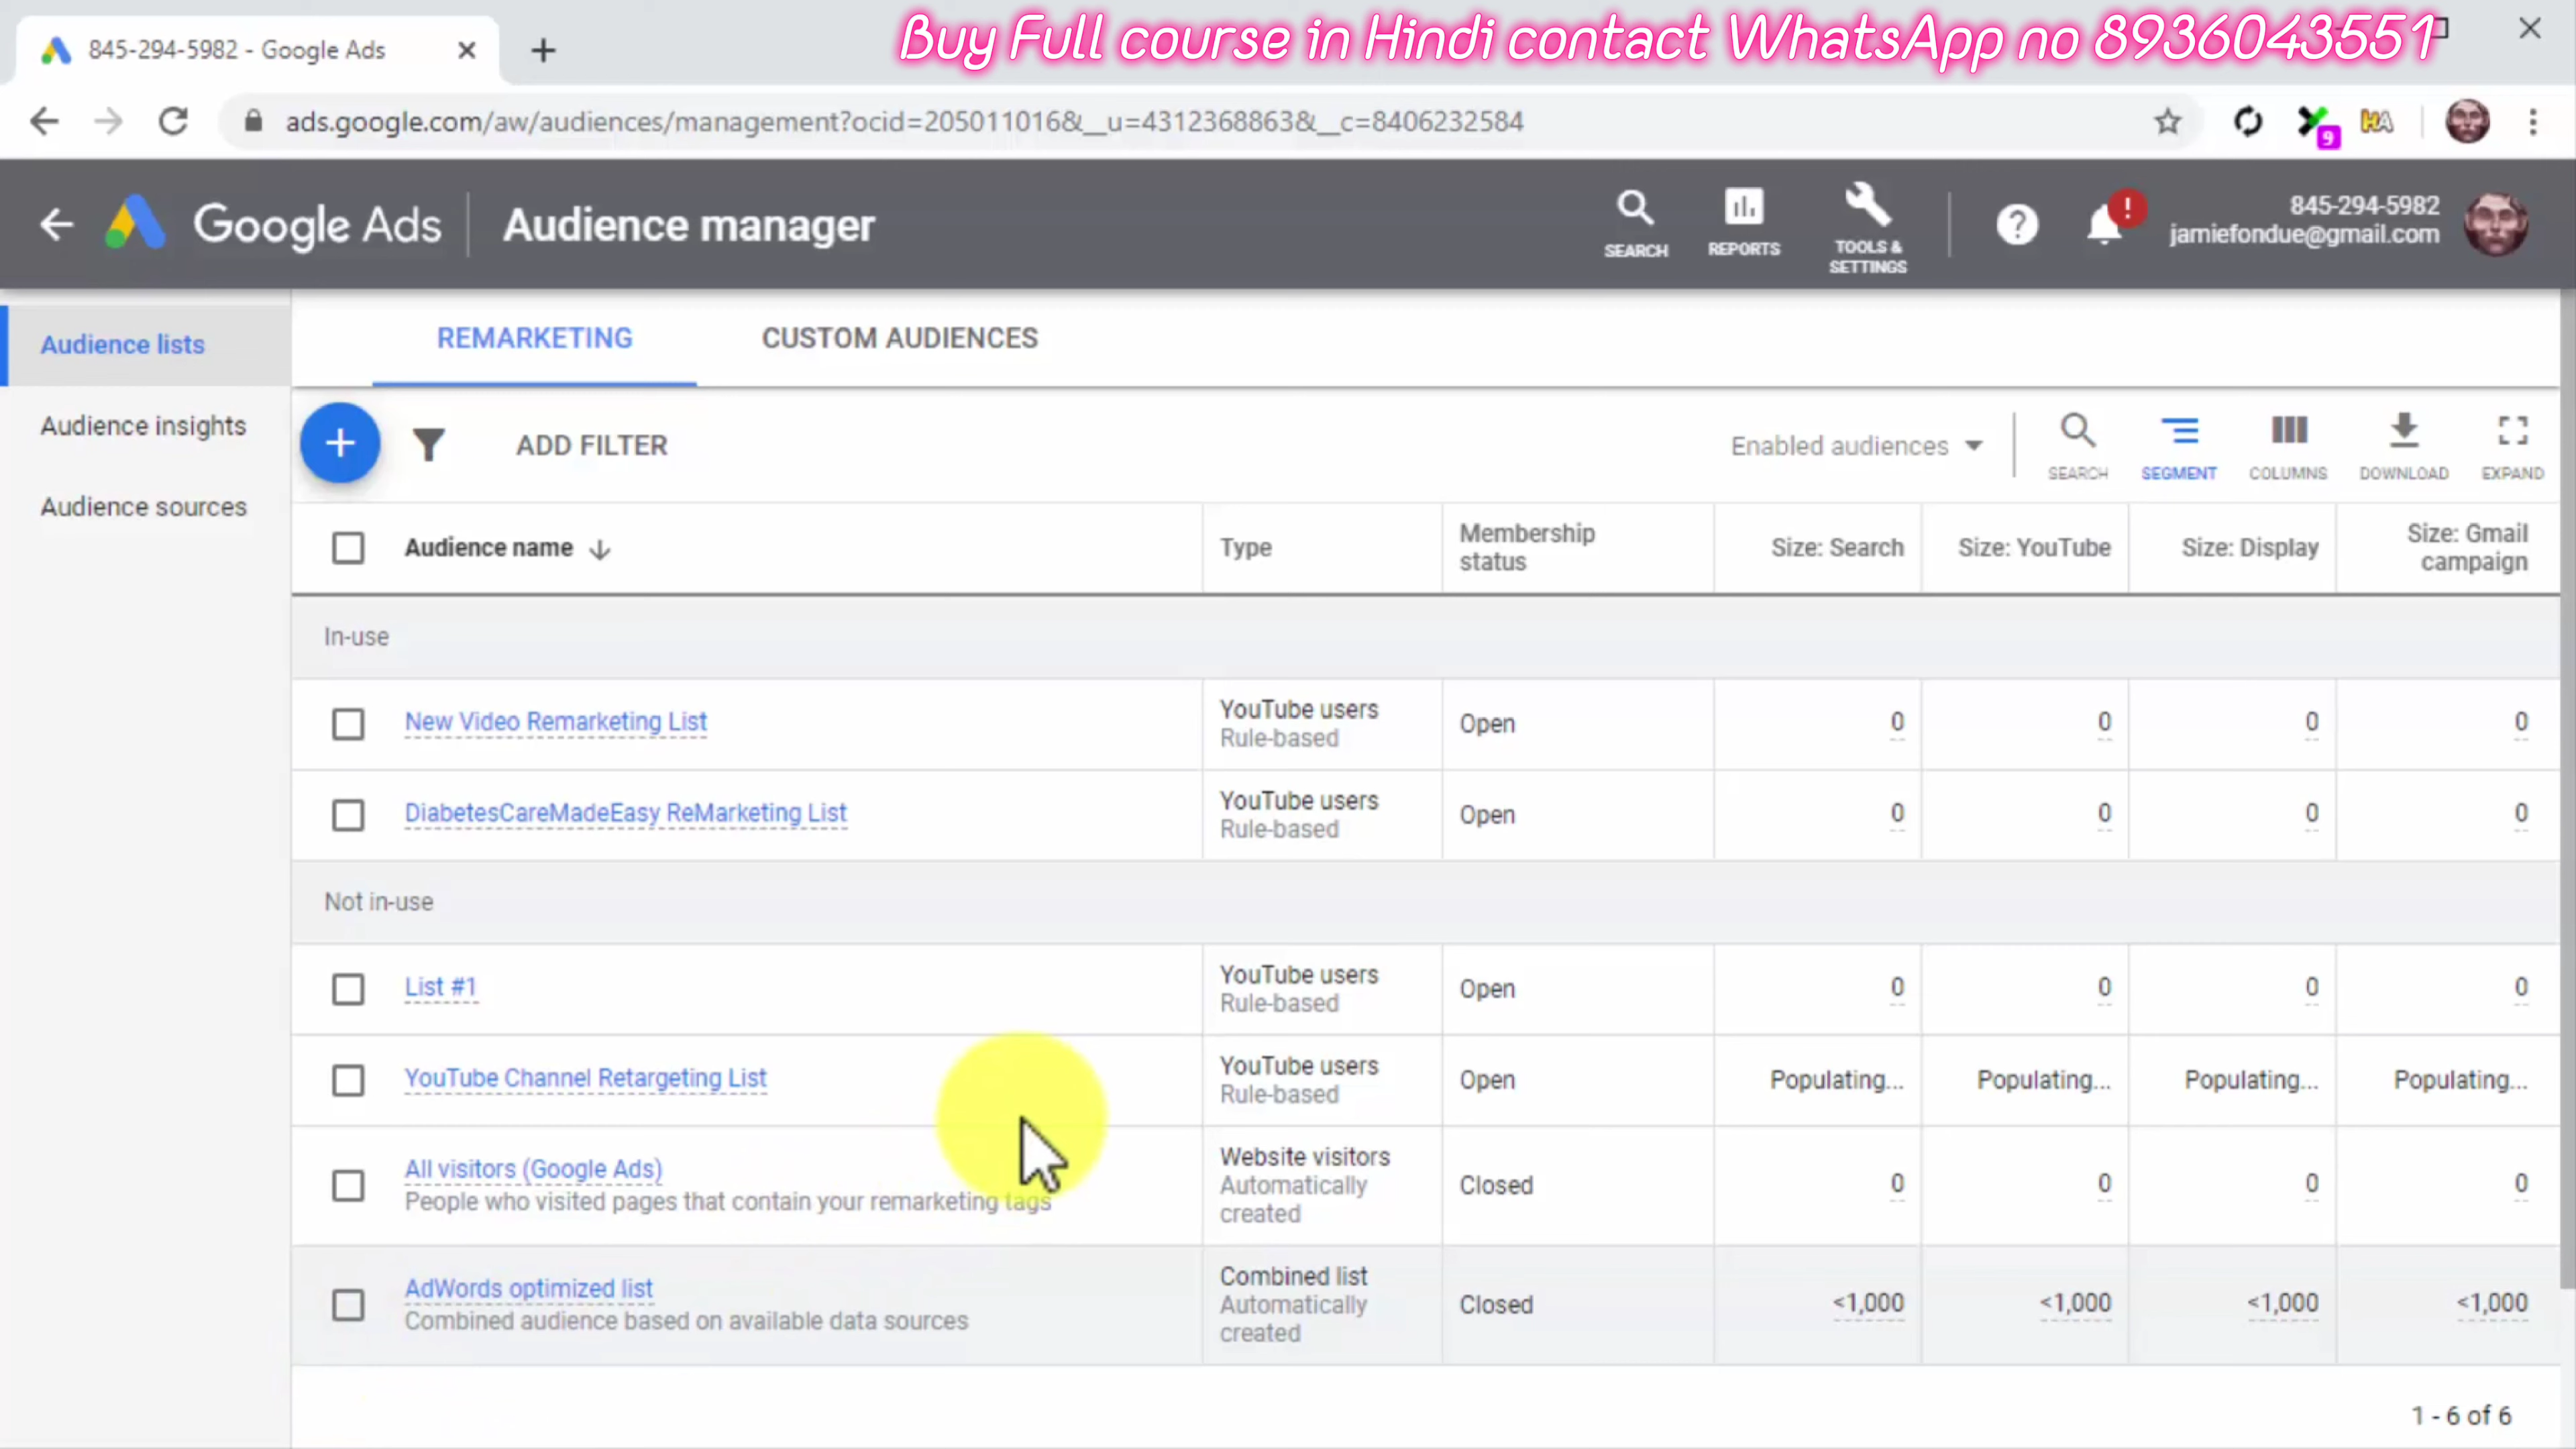 Buy Full course in Hindi contact WhatsApp no 8936043551
845-294-5982 - Google Ads
ads.google.com/aw/audiences/management?ocid=205011016&__u=4312368863&__c=8406232584
9
HA
Google Ads
Audience manager
SEARCH
REPORTS
TOOLS &
SETTINGS
?
!
845-294-5982
jamiefondue@gmail.com
Audience lists
Audience insights
Audience sources
REMARKETING
CUSTOM AUDIENCES
ADD FILTER
Enabled audiences
SEARCH
SEGMENT
COLUMNS
DOWNLOAD
EXPAND
Audience name
Type
Membership
status
Size: Search
Size: YouTube
Size: Display
Size: Gmail
campaign
In-use
New Video Remarketing List
YouTube users
Rule-based
Open
0
0
0
0
DiabetesCareMadeEasy ReMarketing List
YouTube users
Rule-based
Open
0
0
0
0
Not in-use
List #1
YouTube users
Rule-based
Open
0
0
0
0
YouTube Channel Retargeting List
YouTube users
Rule-based
Open
Populating...
Populating...
Populating...
Populating...
All visitors (Google Ads)
People who visited pages that contain your remarketing tags
Website visitors
Automatically
created
Closed
0
0
0
0
AdWords optimized list
Combined audience based on available data sources
Combined list
Automatically
created
Closed
<1,000
<1,000
<1,000
<1,000
1 - 6 of 6